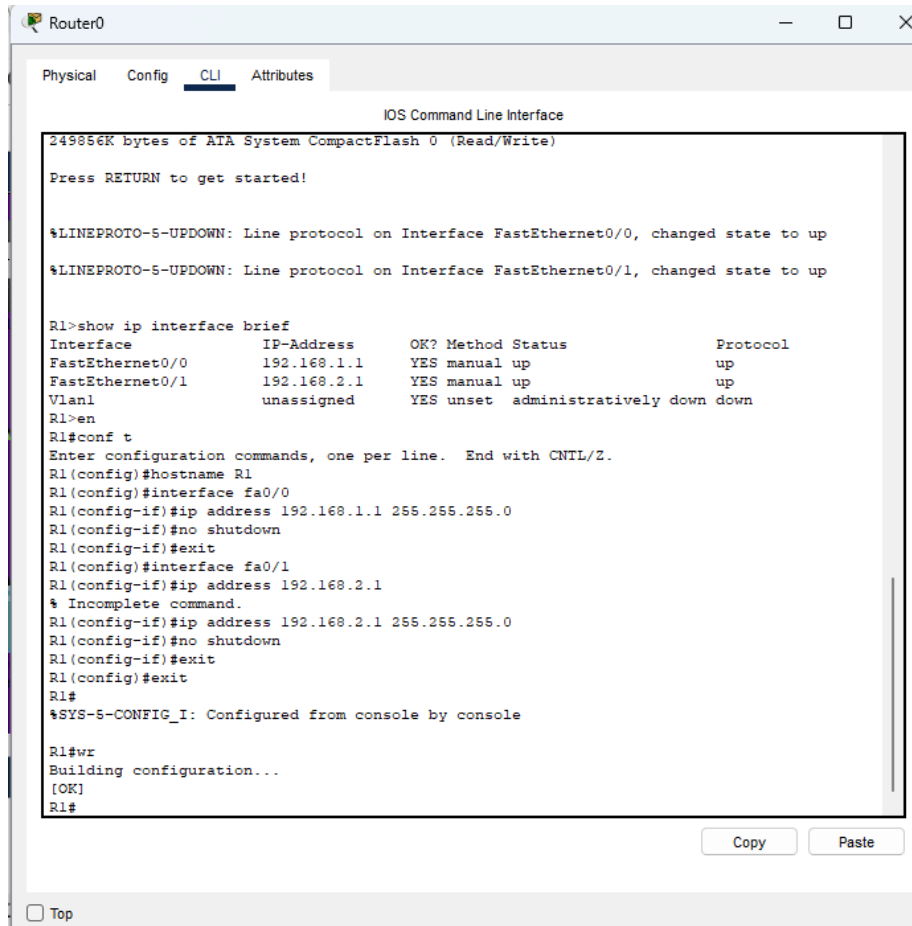 Router0
Physical Config CLI Attributes
IOS Command Line Interface
249856K bytes of ATA System CompactFlash 0 (Read/Write)
Press RETURN to get started!
%LINEPROTO-5-UPDOWN: Line protocol on Interface FastEthernet0/0, changed state to up
%LINEPROTO-5-UPDOWN: Line protocol on Interface FastEthernet0/1, changed state to up
R1>show ip interface brief
Interface IP-Address OK? Method Status Protocol
FastEthernet0/0 192.168.1.1 YES manual up up
FastEthernet0/1 192.168.2.1 YES manual up up
Vlan1 unassigned YES unset administratively down down
R1>en
R1#conf t
Enter configuration commands, one per line. End with CNTL/Z.
R1(config)#hostname R1
R1(config)#interface fa0/0
R1(config-if)#ip address 192.168.1.1 255.255.255.0
R1(config-if)#no shutdown
R1(config-if)#exit
R1(config)#interface fa0/1
R1(config-if)#ip address 192.168.2.1
% Incomplete command.
R1(config-if)#ip address 192.168.2.1 255.255.255.0
R1(config-if)#no shutdown
R1(config-if)#exit
R1(config)#exit
R1#
%SYS-5-CONFIG_I: Configured from console by console
R1#wr
Building configuration...
[OK]
R1#
Copy Paste
Top